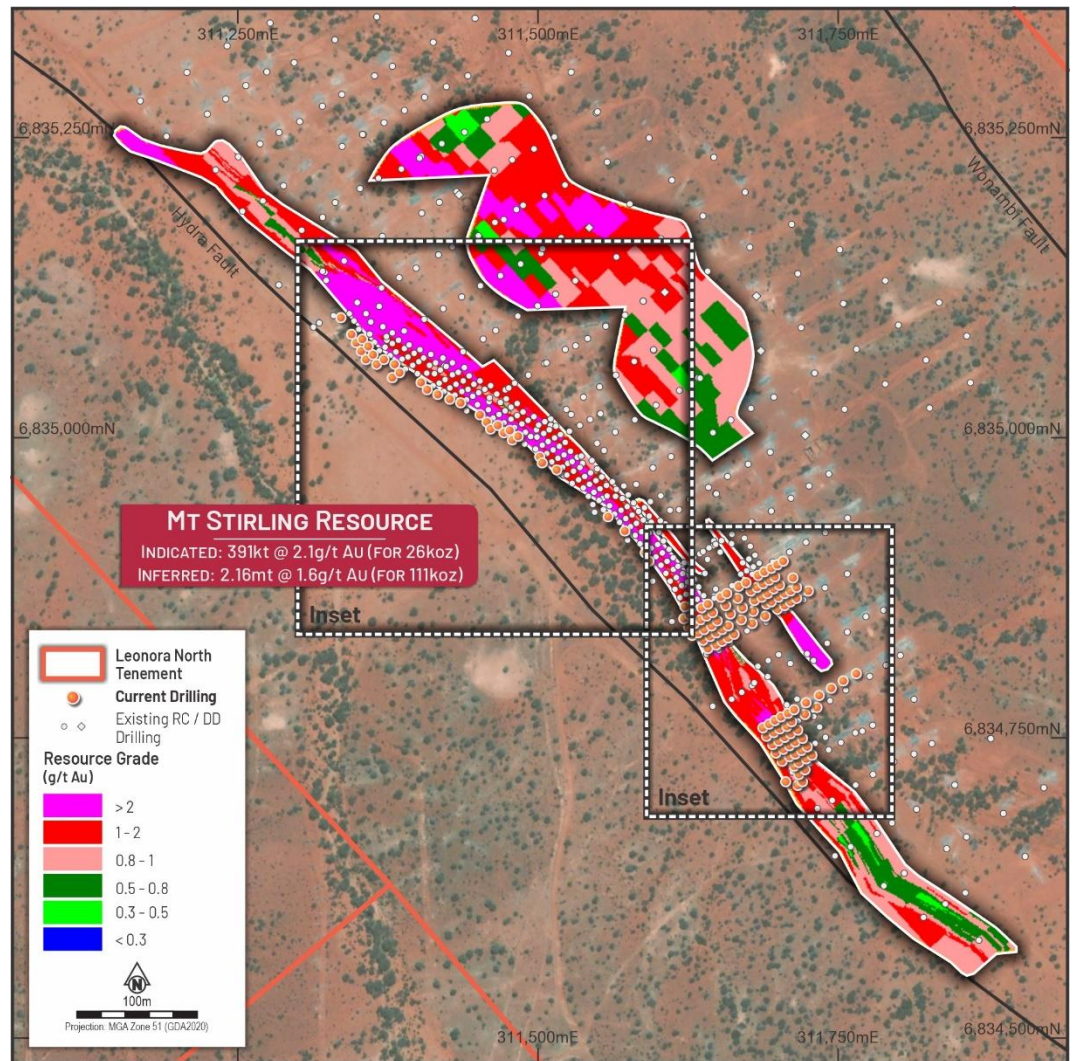 311,250mE
311,500mE
311,750mE
6,835,250mN
6,835,250mN
Wonambi Fault
Hydra Fault
6,835,000mN
6,835,000mN
MT STIRLING RESOURCE
INDICATED: 391kt @ 2.1g/t Au (FOR 26koz)
INFERRED: 2.16mt @ 1.6g/t Au (FOR 111koz)
Inset
Inset
6,834,750mN
Leonora North
Tenement
Current Drilling
Existing RC / DD
Drilling
Resource Grade
(g/t Au)
> 2
1 - 2
0.8 - 1
0.5 - 0.8
0.3 - 0.5
< 0.3
N
100m
Projection: MGA Zone 51 (GDA2020)
311,500mE
311,750mE
6,834,500mN